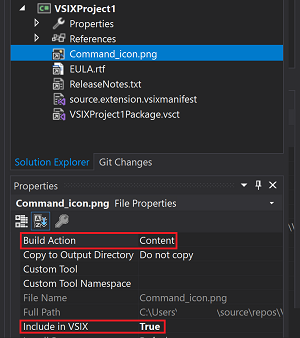 VSIXProject1
Properties
References
Command_icon.png
EULA.rtf
ReleaseNotes.txt
source.extension.vsixmanifest
VSIXProject1Package.vsct
Solution Explorer Git Changes
Properties
Command_icon.png File Properties
Build Action Content
Copy to Output Directory Do not copy
Custom Tool
Custom Tool Namespace
File Name Command_icon.png
Full Path C:\Users\ \source\repos\\
Include in VSIX True